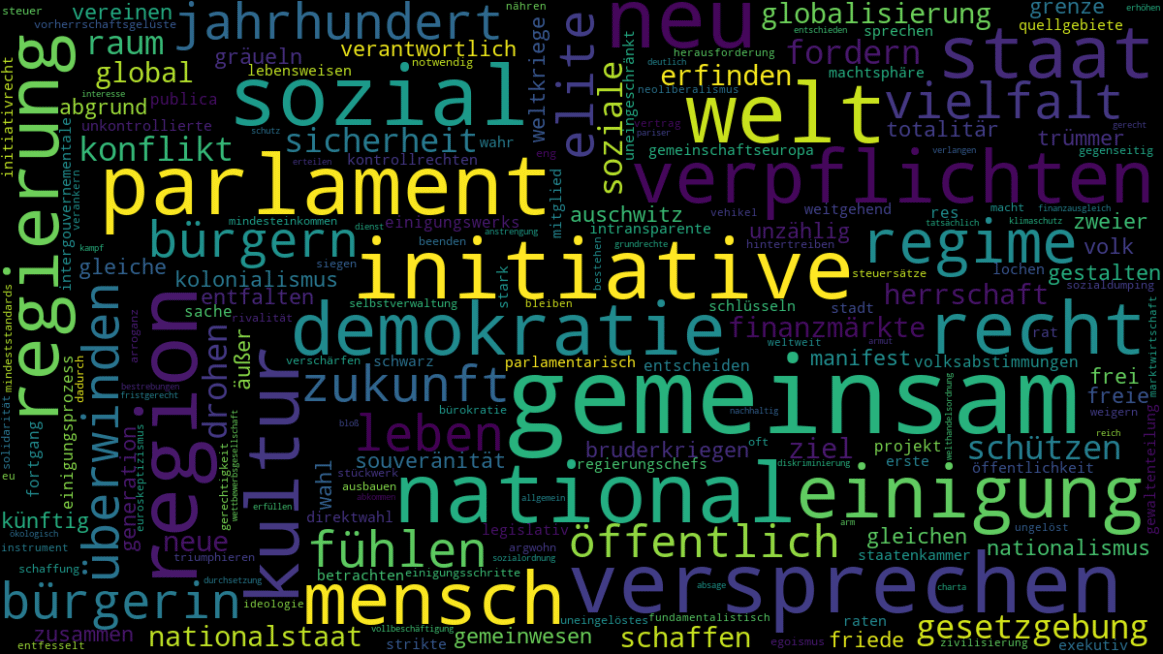 steuer
vereinen
vorherrschaftsgelüste
jahrhundert
nähren
neu
globalisierung
grenze
erhöhen
sprechen
quellgebiete
entschieden
raum
gräueln
verantwortlich
notwendig
lebensweisen
global
interesse
abgrund
publica
weltkriege
elite
herausforderung
fordern
deutlich
erfinden
machtsphäre
neoliberalismus
staat
welt
vielfalt
initiativrecht
regierung
unkontrollierte
sozial
soziale
uneingeschränkt
vertrag
pariser
totalitär
trümmer
gerecht
konflikt
schutz
sicherheit
wahr
kontrollrechten
erteilen
eng
gemeinschaftseuropa
verlangen
gegenseitig
intergouvernementale
verankern
parlament
mitglied
verpflichten
mindesteinkommen
dienst
einigungswerks
anstrengung
auschwitz
intransparente
vehikel
weitgehend
unzählig
hintertreiben
res
macht
tatsächlich
finanzausgleich
klimaschutz
zweier
volk
kampf
bürgern
beenden
siegen
bestehen
grundrechte
regime
gleiche
kolonialismus
stark
initiative
steuersätze
lochen
gestalten
sozialdumping
mindeststandards
überwinden
arroganz
region
entfalten
sache
rivalität
selbstverwaltung
bleiben
schlüsseln
stadt
herrschaft
drohen
äußer
kultur
demokratie
verschärfen
schwarz
weltweit
finanzmärkte
armut
rat
recht
marktwirtschaft
parlamentarisch
entscheiden
manifest
volksabstimmungen
solidarität
eu
dadurch
einigungsprozess
fortgang
generation
euroskeptizismus
bestrebungen
fristgerecht
gerechtigkeit
wettbewerbsgesellschaft
zukunft
bürokratie
gemeinsam
nachhaltig
welthandelsordnung
frei
freie
weigern
reich
gewaltenteilung
bloß
leben
bruderkriegen
oft
ziel
projekt
erste
schützen
souveränität
stückwerk
ausbauen
abkommen
wahl
regierungschefs
diskriminierung
öffentlichkeit
erfüllen
national
allgemein
einigung
künftig
ökologisch
instrument
neue
triumphieren
direktwahl
legislativ
argwohn
arm
ungelöst
gleichen
staatenkammer
nationalismus
schaffung
durchsetzung
fühlen
betrachten
einigungsschritte
sozialordnung
öffentlich
bürgerin
ideologie
mensch
versprechen
absage
charta
uneingelöstes
fundamentalistisch
zusammen
entfesselt
nationalstaat
vollbeschäftigung
strikte
gemeinwesen
schaffen
egoismus
raten
friede
zivilisierung
gesetzgebung
exekutiv